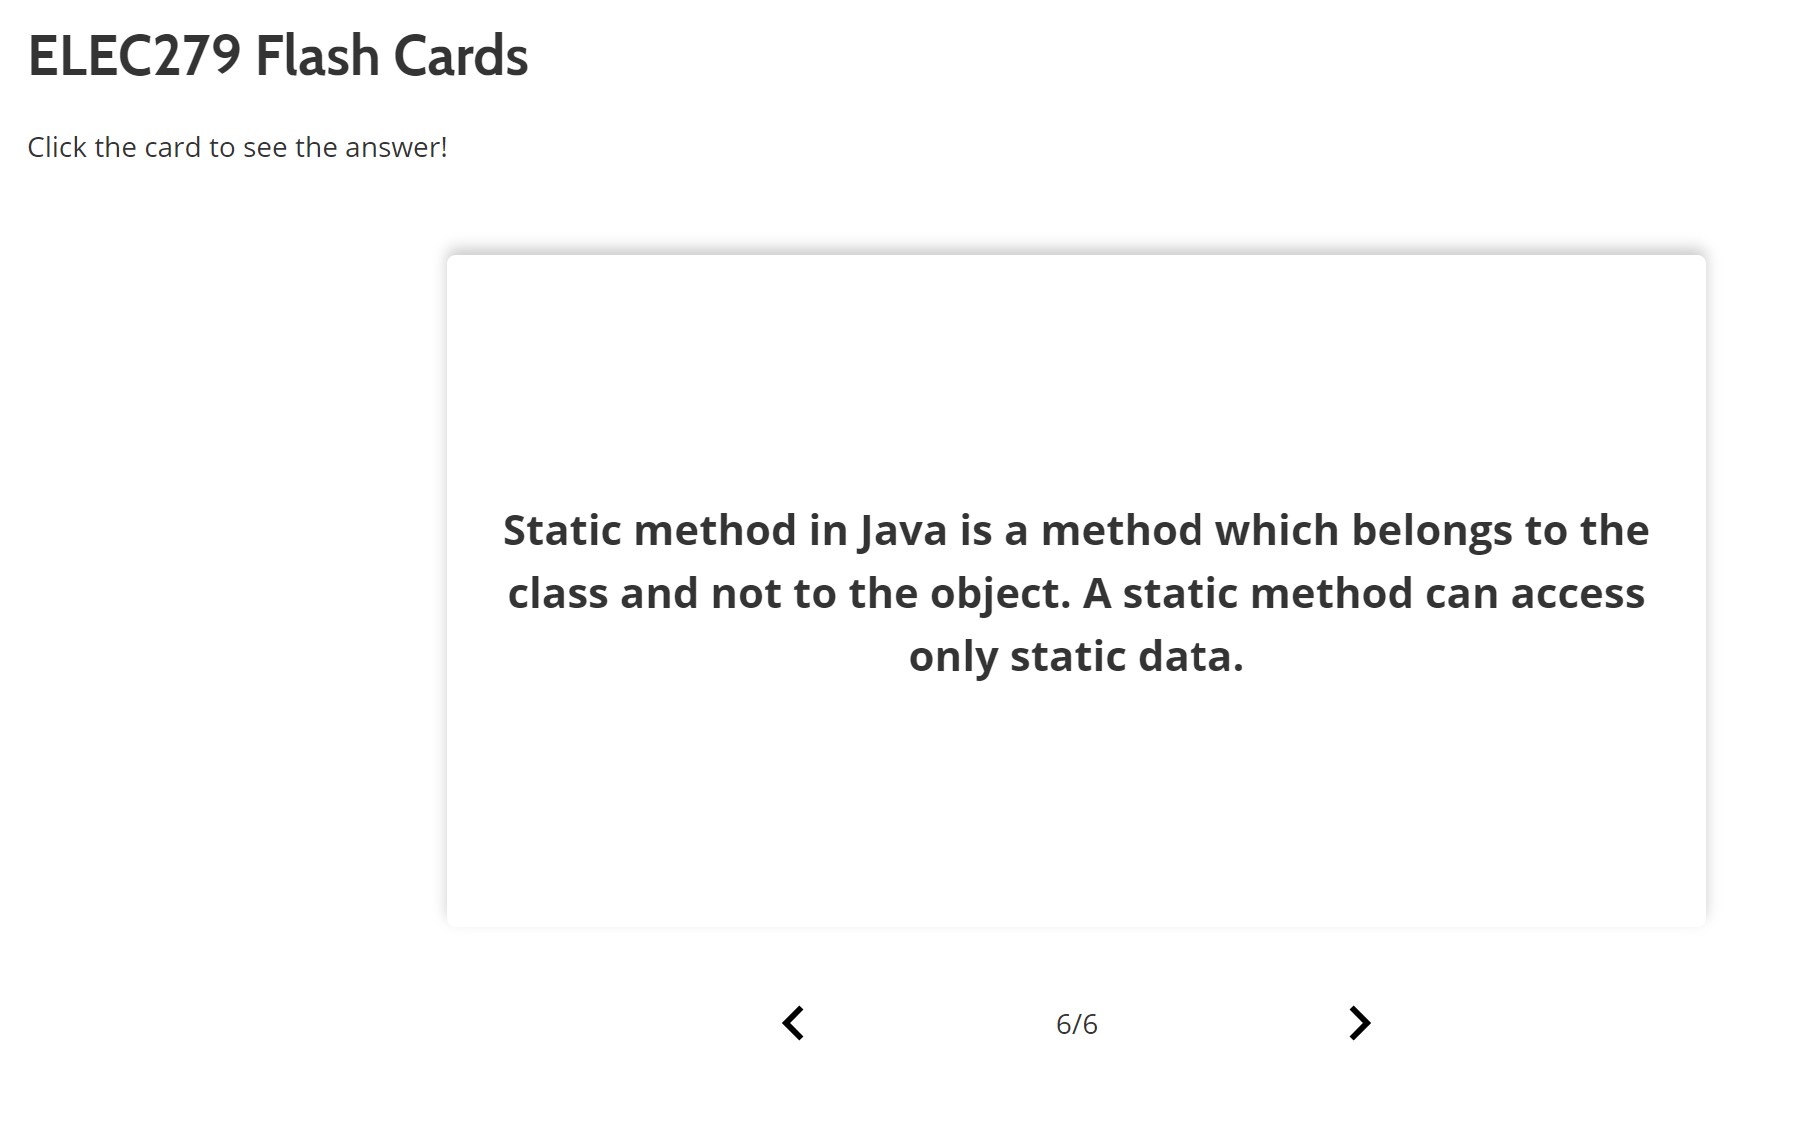 ELEC279 Flash Cards
Click the card to see the answer!
Static method in Java is a method which belongs to the
class and not to the object. A static method can access
only static data.
6/6